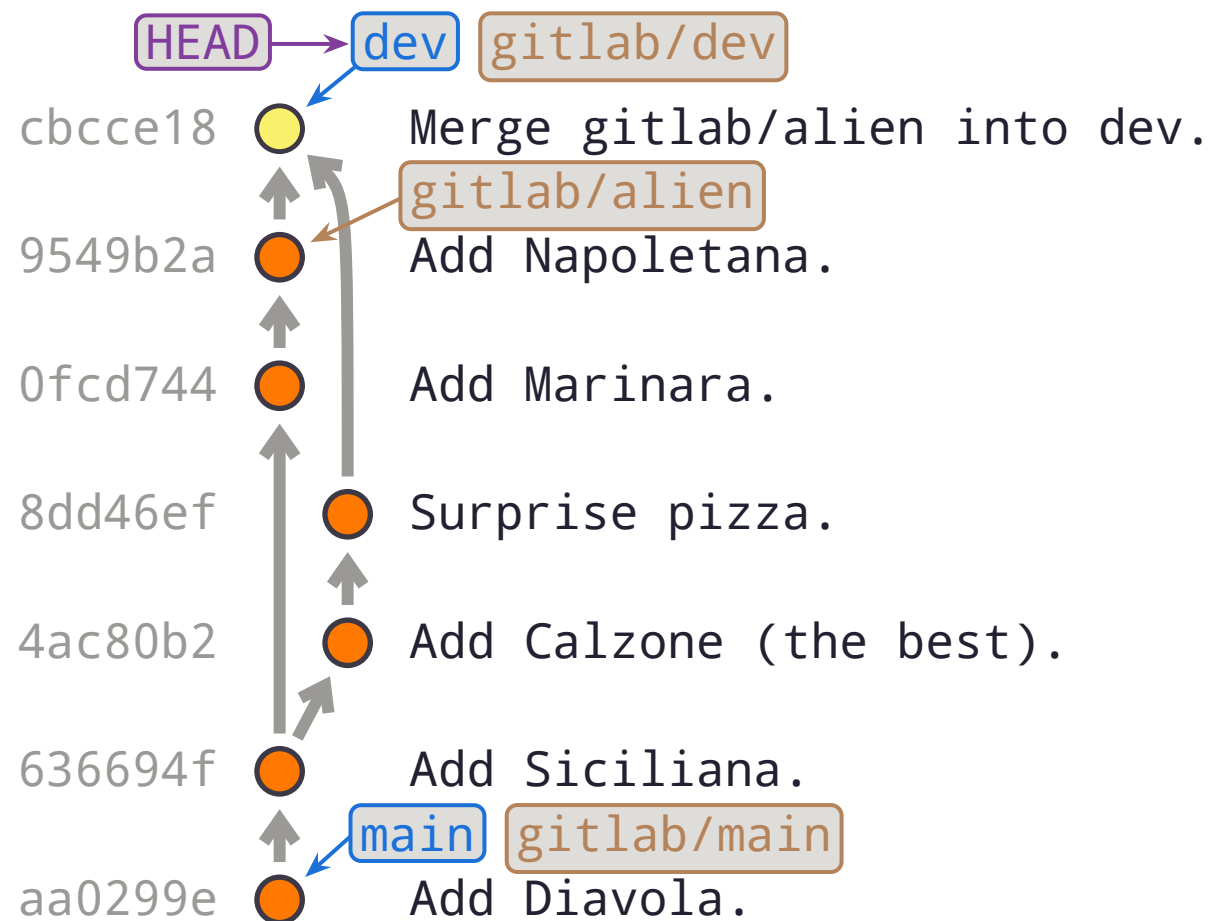 HEAD dev gitlab/dev
cbcce18 Merge gitlab/alien into dev.
gitlab/alien
9549b2a Add Napoletana.
0fcd744 Add Marinara.
8dd46ef Surprise pizza.
4ac80b2 Add Calzone (the best).
636694f Add Siciliana.
main gitlab/main
aa0299e Add Diavola.